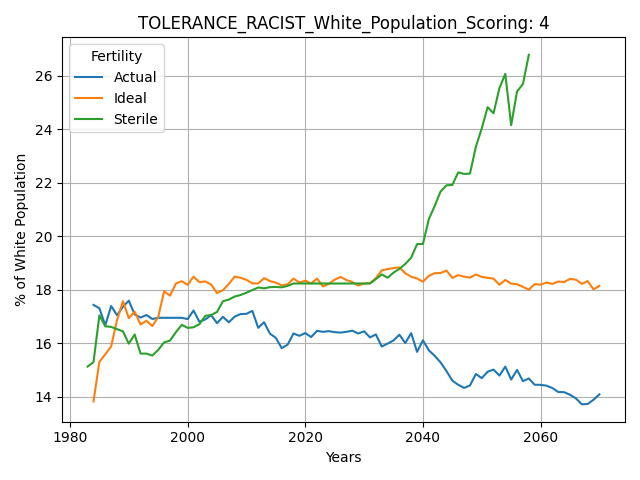 TOLERANCE_RACIST_White_Population_Scoring: 4
Fertility
Actual
Ideal
Sterile
% of White Population
26
24
22
20
18
16
14
1980
2000
2020
2040
2060
Years